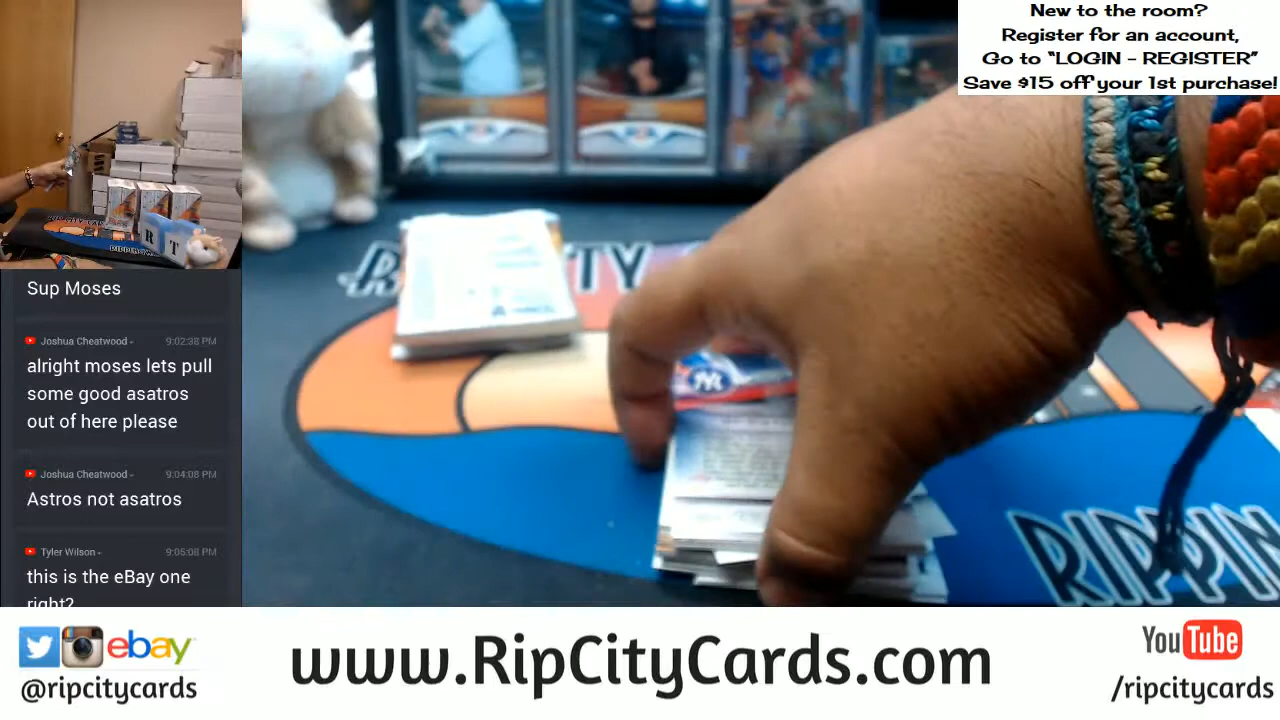 New to the room?
Register for an account,
Go to “LOGIN - REGISTER”
Save $15 off your 1st purchase!
R T
Sup Moses
Joshua Cheatwood
9:02:38 PM
alright moses lets pull
some good asatros
out of here please
Joshua Cheatwood
9:04:08 PM
Astros not asatros
Tyler Wilson
9:05:08 PM
this is the eBay one
right?
RIPPIN
ebay
@ripcitycards
www.RipCityCards.com
YouTube
/ripcitycards